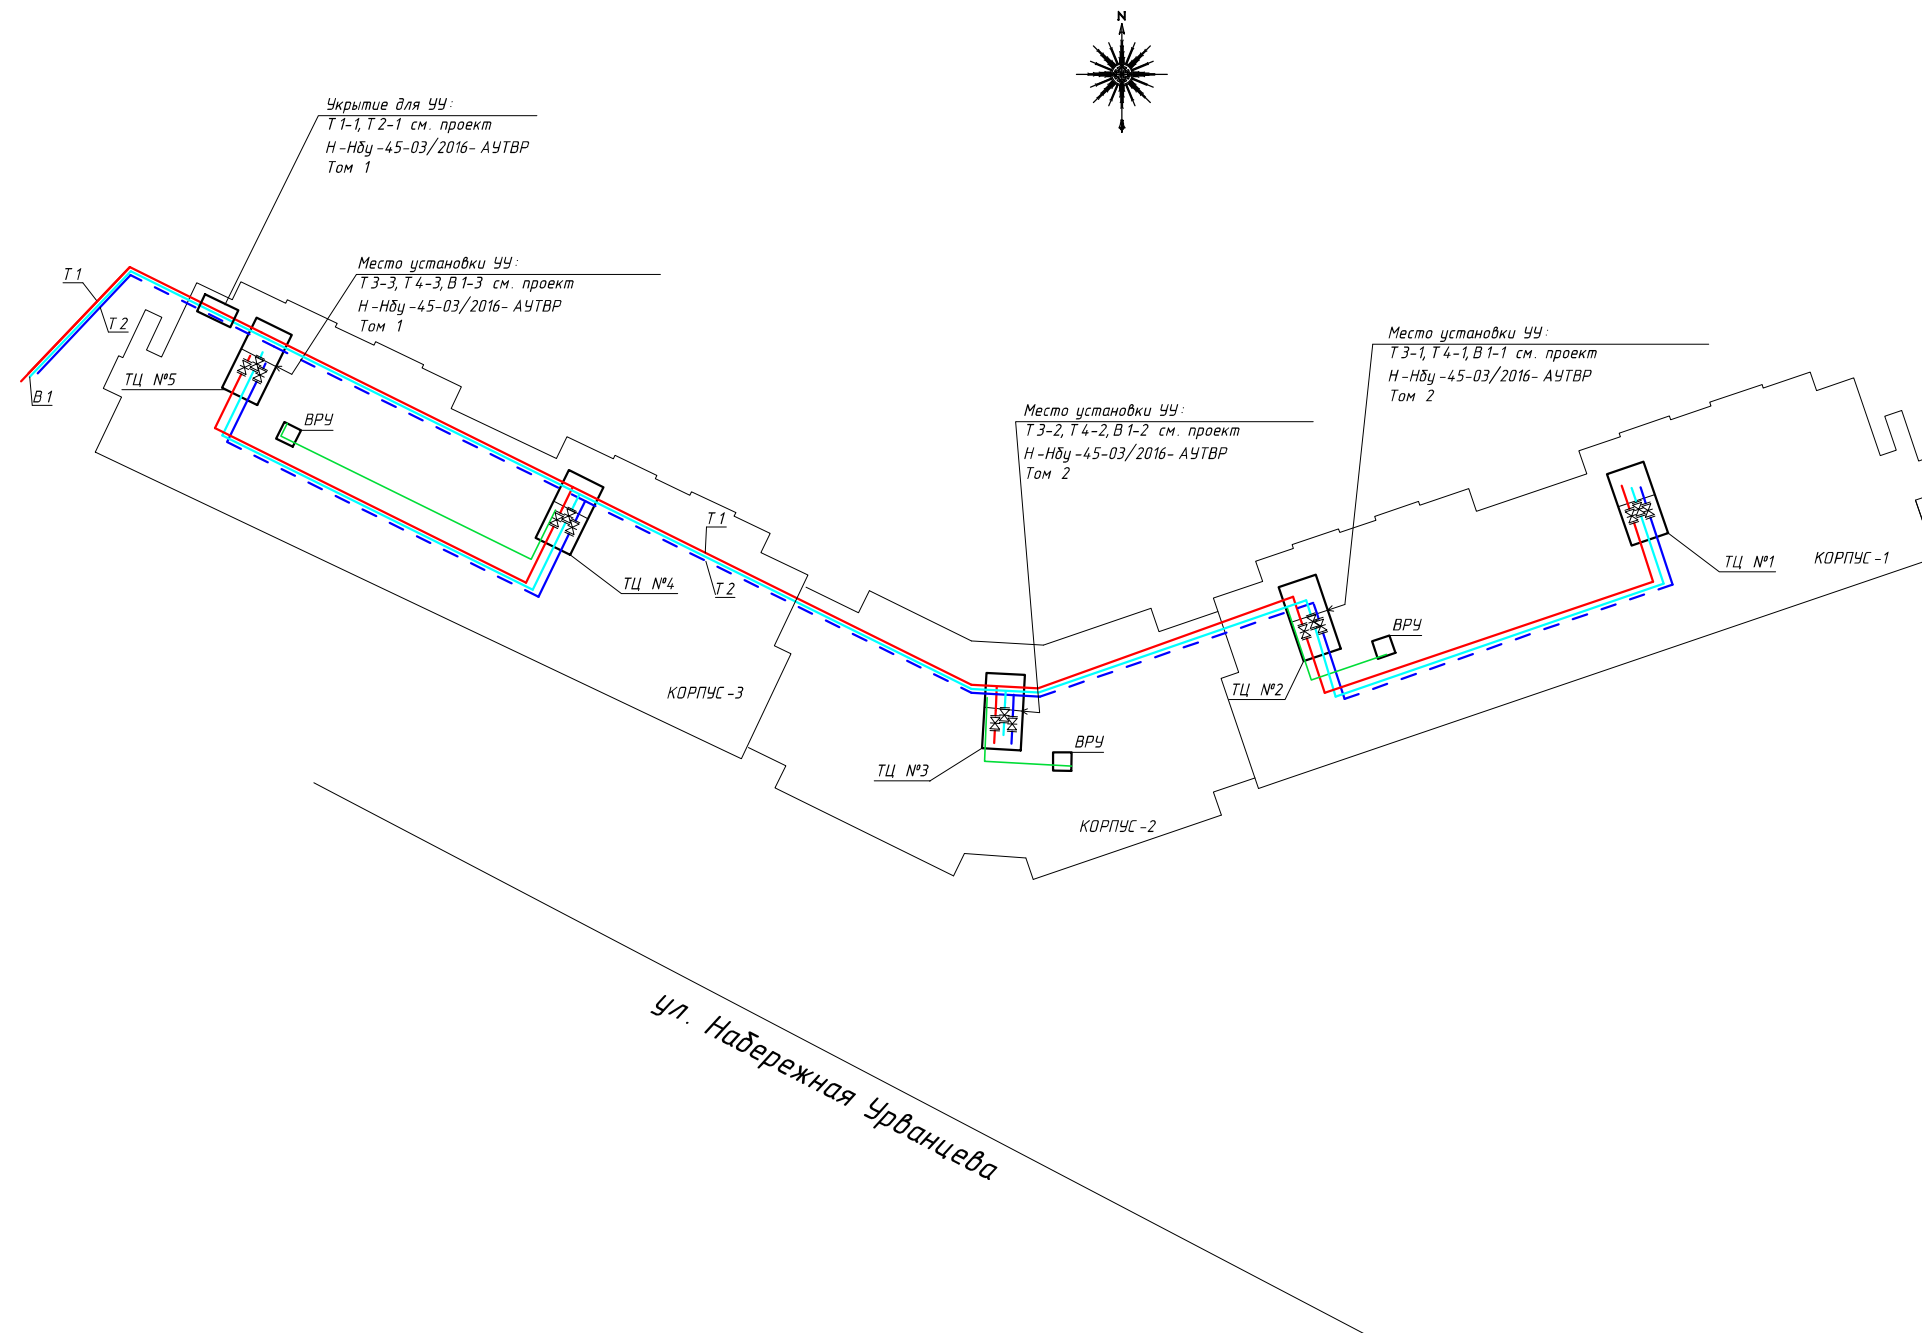 N
Укрытие для УУ:
Т1-1, Т2-1 см. проект
Н-Нбу-45-03/2016-АУТВР
Том 1
Место установки УУ:
Т3-3, Т4-3, В1-3 см. проект
Н-Нбу-45-03/2016-АУТВР
Том 1
Т1
Т2
В1
ТЦ №5
ВРУ
Место установки УУ:
Т3-1, Т4-1, В1-1 см. проект
Н-Нбу-45-03/2016-АУТВР
Том 2
Место установки УУ:
Т3-2, Т4-2, В1-2 см. проект
Н-Нбу-45-03/2016-АУТВР
Том 2
Т1
Т2
ТЦ №4
ТЦ №1
КОРПУС-1
ВРУ
ТЦ №2
КОРПУС-3
ВРУ
ТЦ №3
КОРПУС-2
ул. Набережная Урванцева